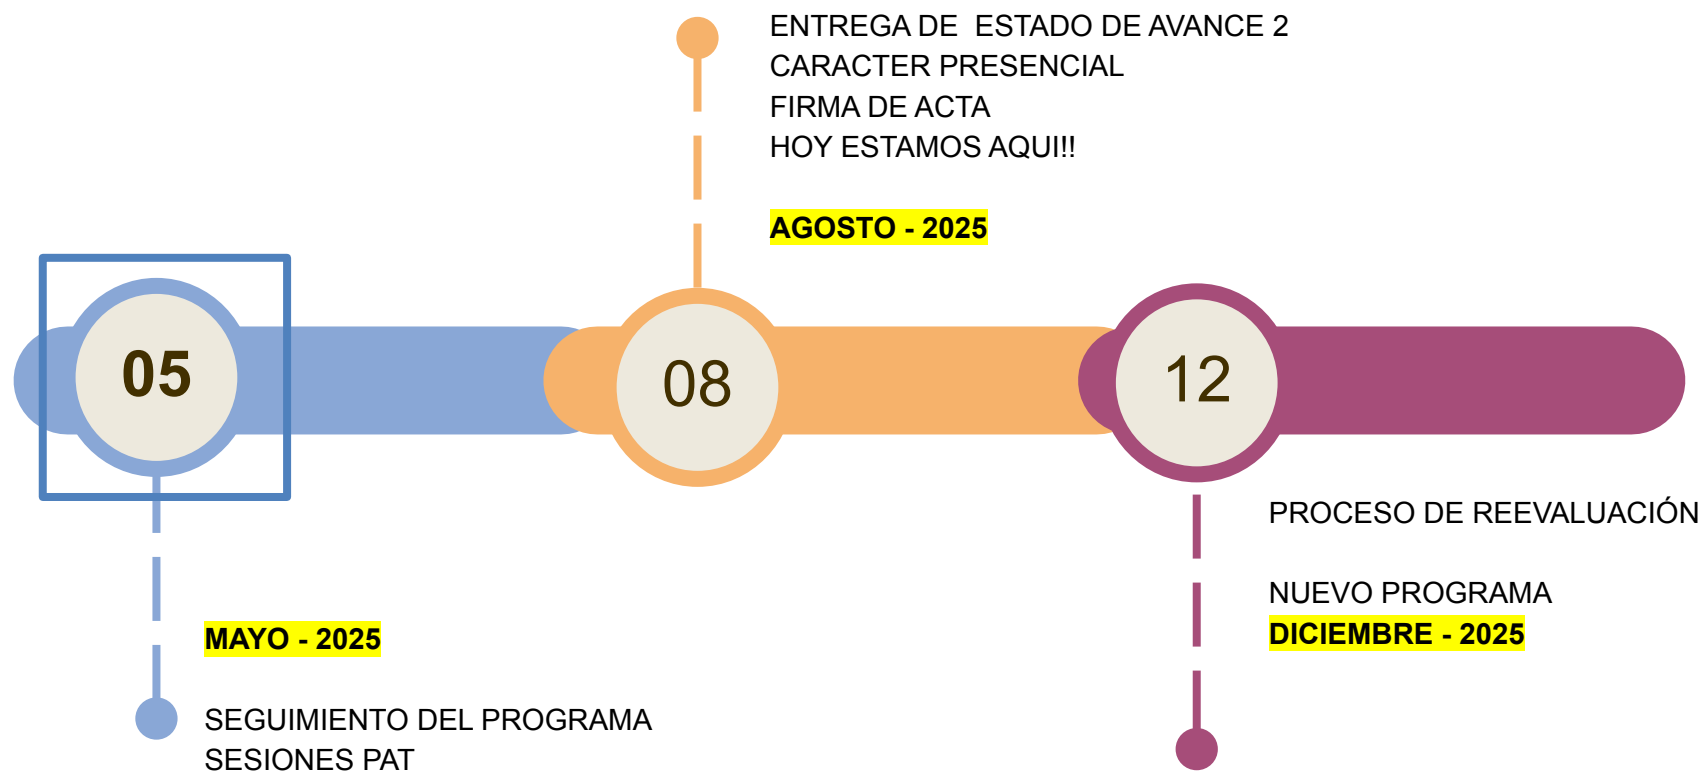 ENTREGA DE ESTADO DE AVANCE 2
CARACTER PRESENCIAL
FIRMA DE ACTA
HOY ESTAMOS AQUI!!
AGOSTO - 2025
05
08
12
MAYO - 2025
SEGUIMIENTO DEL PROGRAMA
SESIONES PAT
PROCESO DE REEVALUACIÓN
NUEVO PROGRAMA
DICIEMBRE - 2025